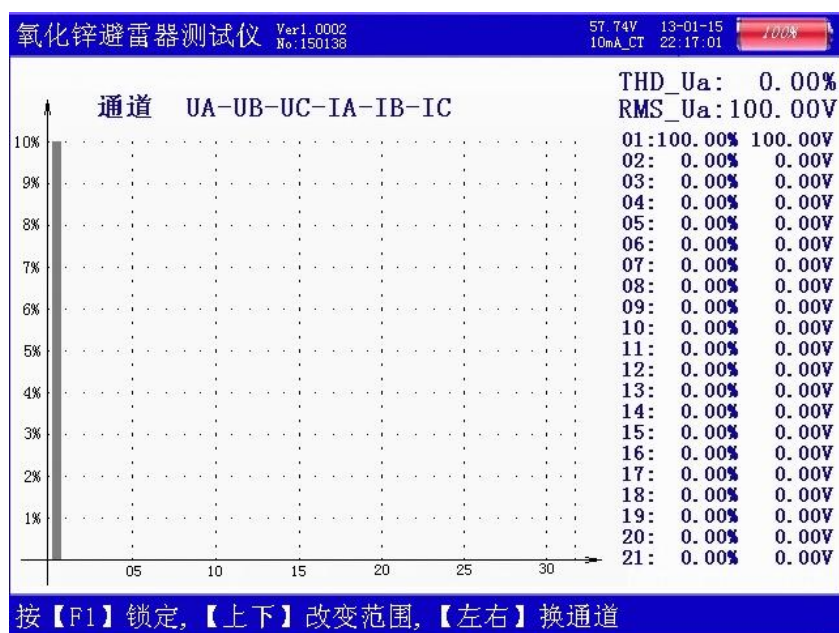 氧化锌避雷器测试仪 Ver1.0002
No:150138
57.74V 13-01-15
10mA_CT 22:17:01
100%
THD_Ua: 0.00%
通道 UA-UB-UC-IA-IB-IC
RMS_Ua:100.00V
01:100.00% 100.00V
02: 0.00% 0.00V
03: 0.00% 0.00V
04: 0.00% 0.00V
05: 0.00% 0.00V
06: 0.00% 0.00V
07: 0.00% 0.00V
08: 0.00% 0.00V
09: 0.00% 0.00V
10: 0.00% 0.00V
11: 0.00% 0.00V
12: 0.00% 0.00V
13: 0.00% 0.00V
14: 0.00% 0.00V
15: 0.00% 0.00V
16: 0.00% 0.00V
17: 0.00% 0.00V
18: 0.00% 0.00V
19: 0.00% 0.00V
20: 0.00% 0.00V
21: 0.00% 0.00V
10%
9%
8%
7%
6%
5%
4%
3%
2%
1%
05 10 15 20 25 30
按【F1】锁定,【上下】改变范围,【左右】换通道